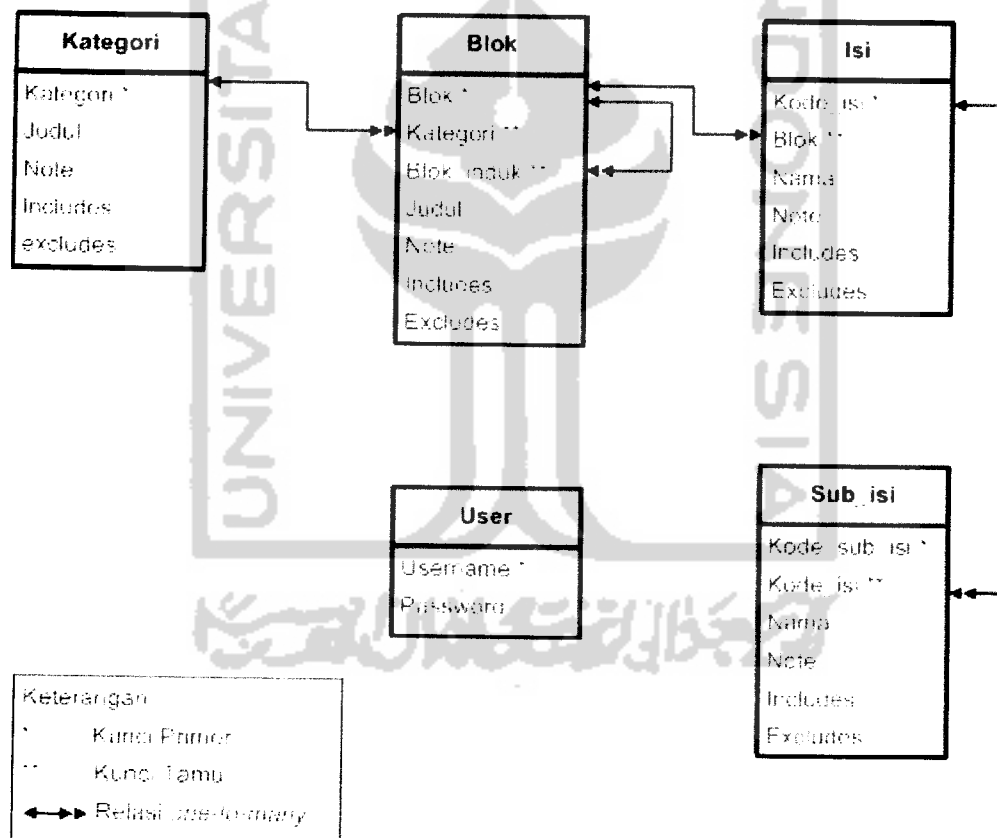 Kategori
Kategori *
Judul
Note
Includes
excludes
Blok
Blok *
Kategori **
Blok_induk **
Judul
Note
Includes
Excludes
Isi
Kode_isi *
Blok **
Nama
Note
Includes
Excludes
User
Username *
Password
Sub_isi
Kode_sub_isi *
Kode_isi **
Nama
Note
Includes
Excludes
Keterangan
* Kunci Primer
** Kunci Tamu
Relasi one-to-many